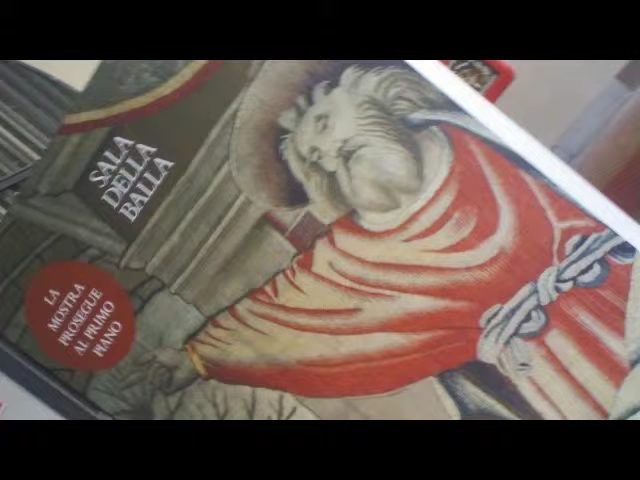 SALA
DELLA
BALLA
LA
MOSTRA
PROSEGUE
AL PRIMO
PIANO